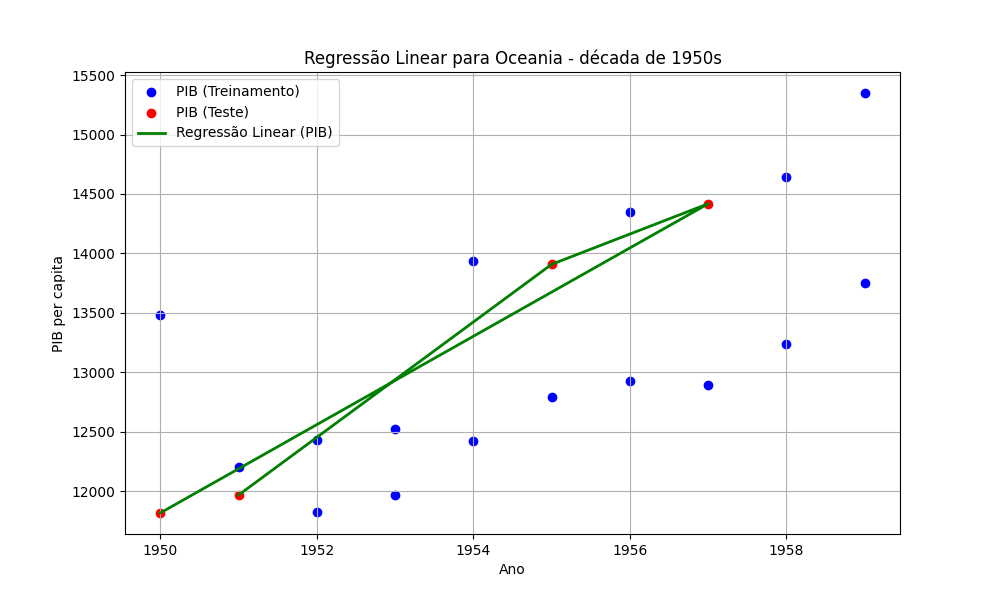 Regressão Linear para Oceania - década de 1950s
PIB (Treinamento)
PIB (Teste)
Regressão Linear (PIB)
PIB per capita
15500
15000
14500
14000
13500
13000
12500
12000
1950 1952 1954 1956 1958
Ano